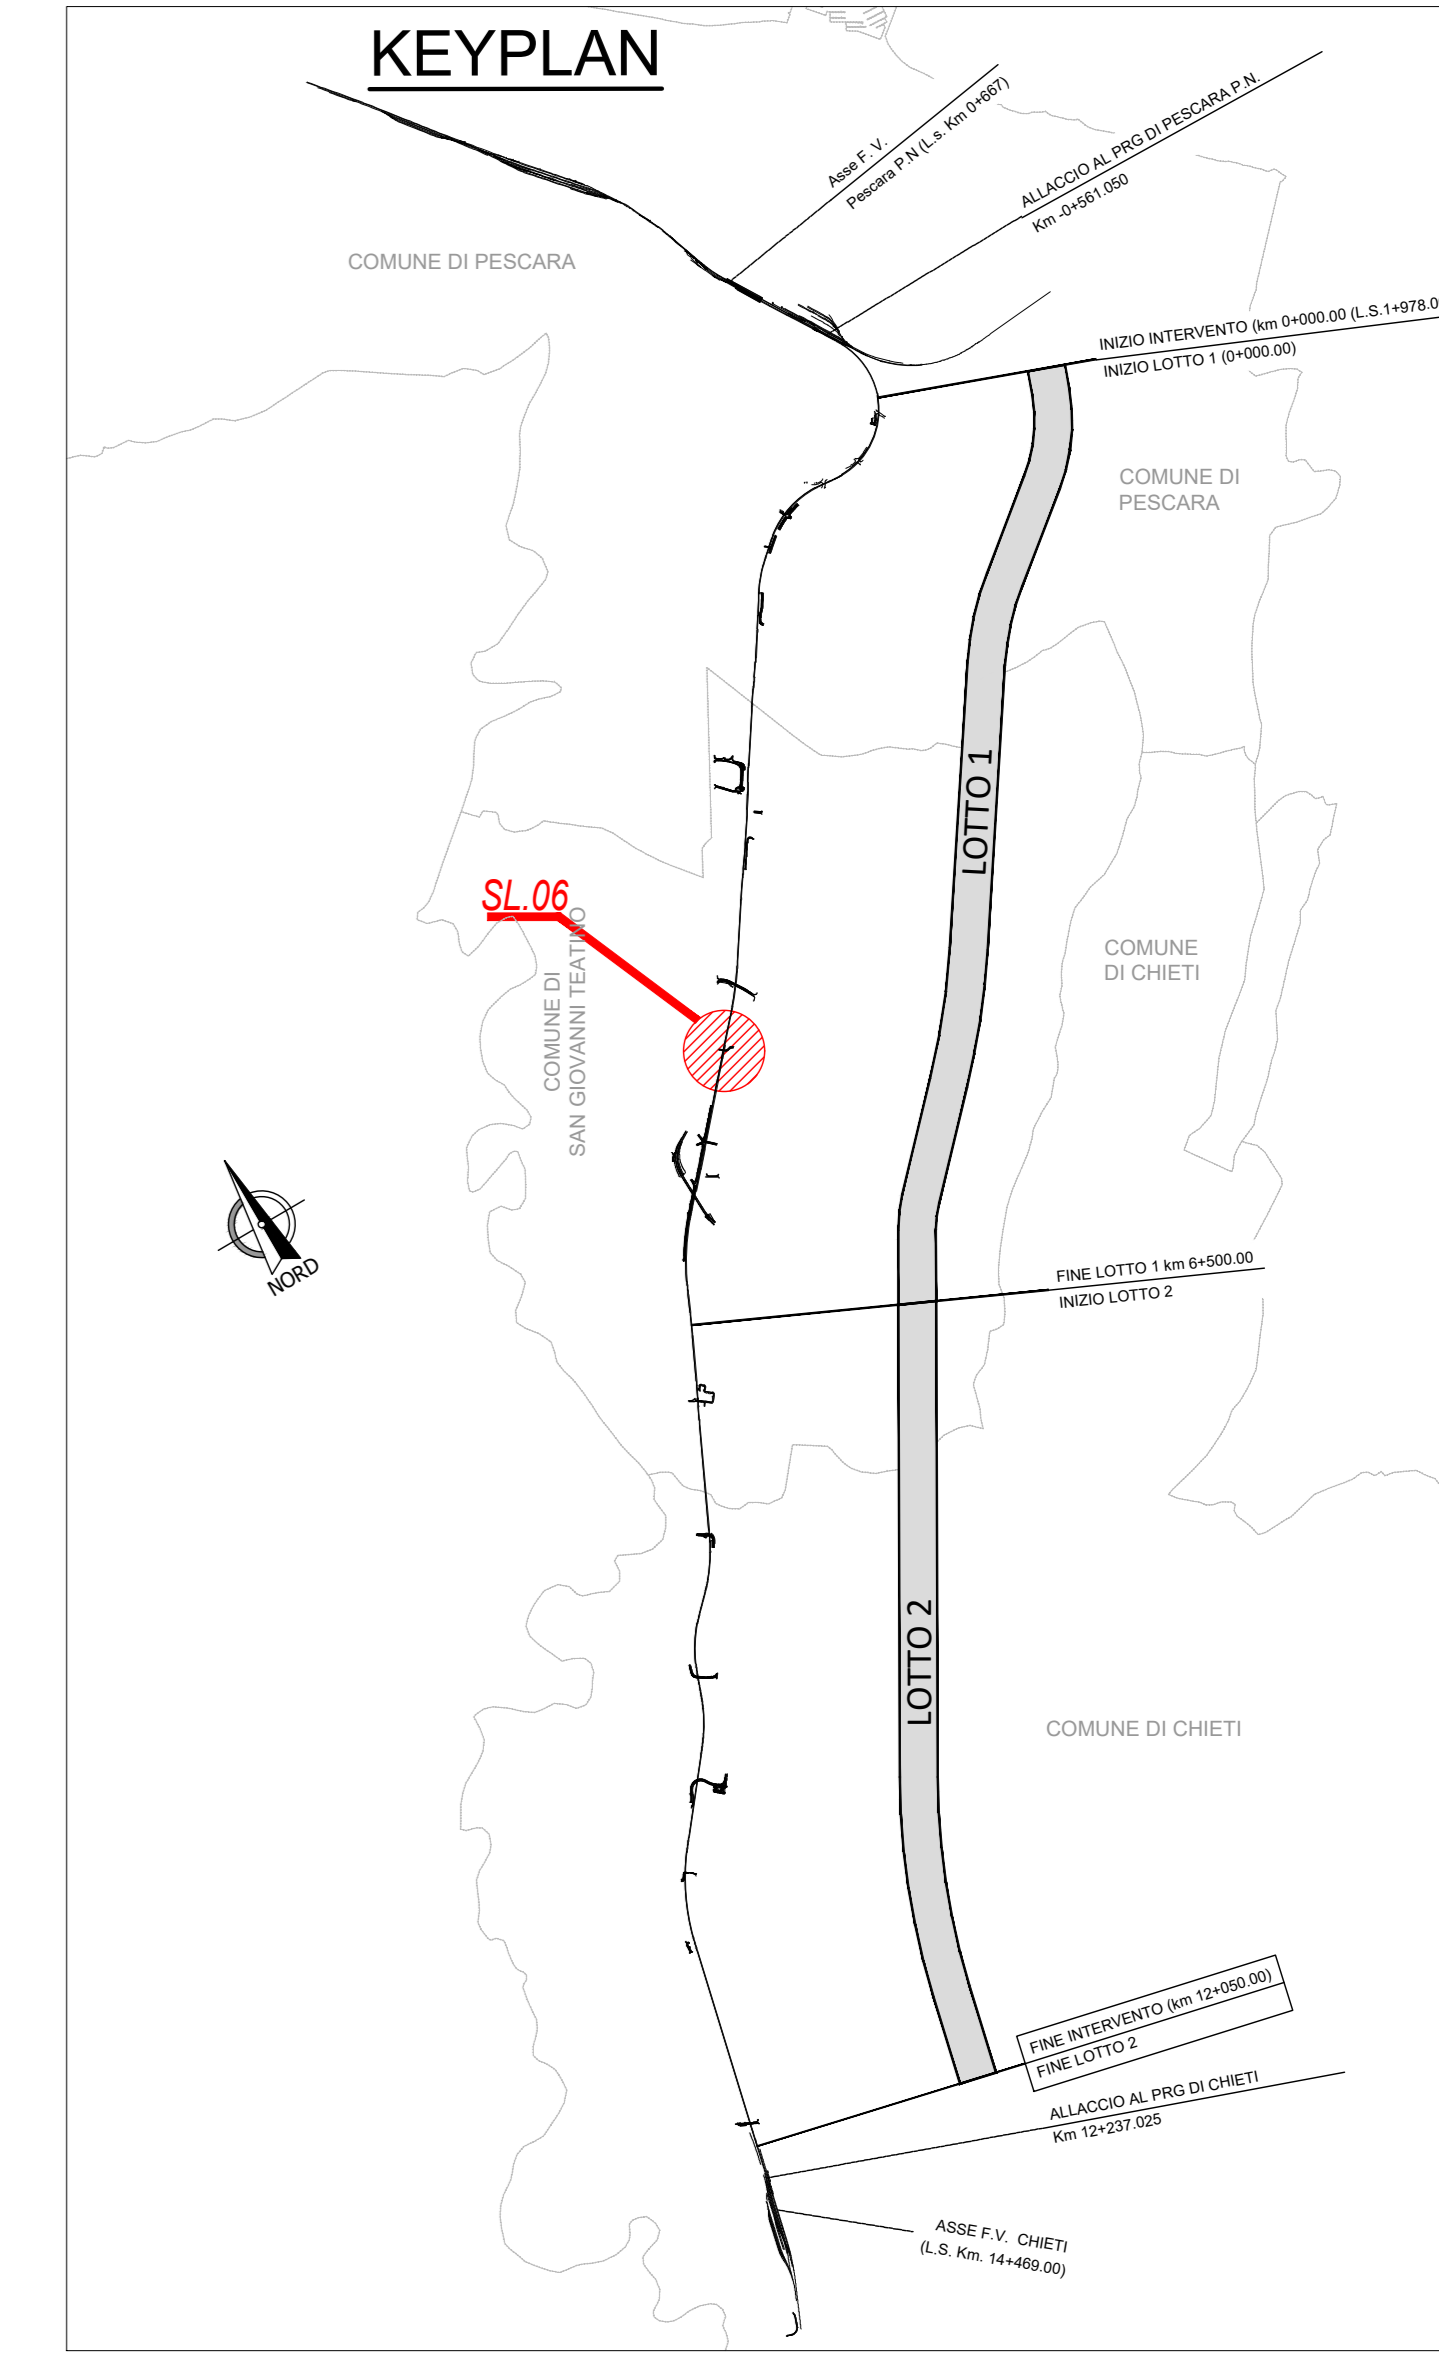 KEYPLAN
Asse F. V.
Pescara P.N (L.s. Km 0+667)
ALLACCIO AL PRG DI PESCARA P.N.
Km -0+561.050
COMUNE DI PESCARA
INIZIO INTERVENTO (km 0+000.00 (L.S.1+978.0
INIZIO LOTTO 1 (0+000.00)
COMUNE DI
PESCARA
LOTTO 1
SL.06
COMUNE DI
SAN GIOVANNI TEATINO
COMUNE
DI CHIETI
NORD
FINE LOTTO 1 km 6+500.00
INIZIO LOTTO 2
LOTTO 2
COMUNE DI CHIETI
FINE INTERVENTO (km 12+050.00)
FINE LOTTO 2
ALLACCIO AL PRG DI CHIETI
Km 12+237.025
ASSE F.V. CHIETI
(L.S. Km. 14+469.00)